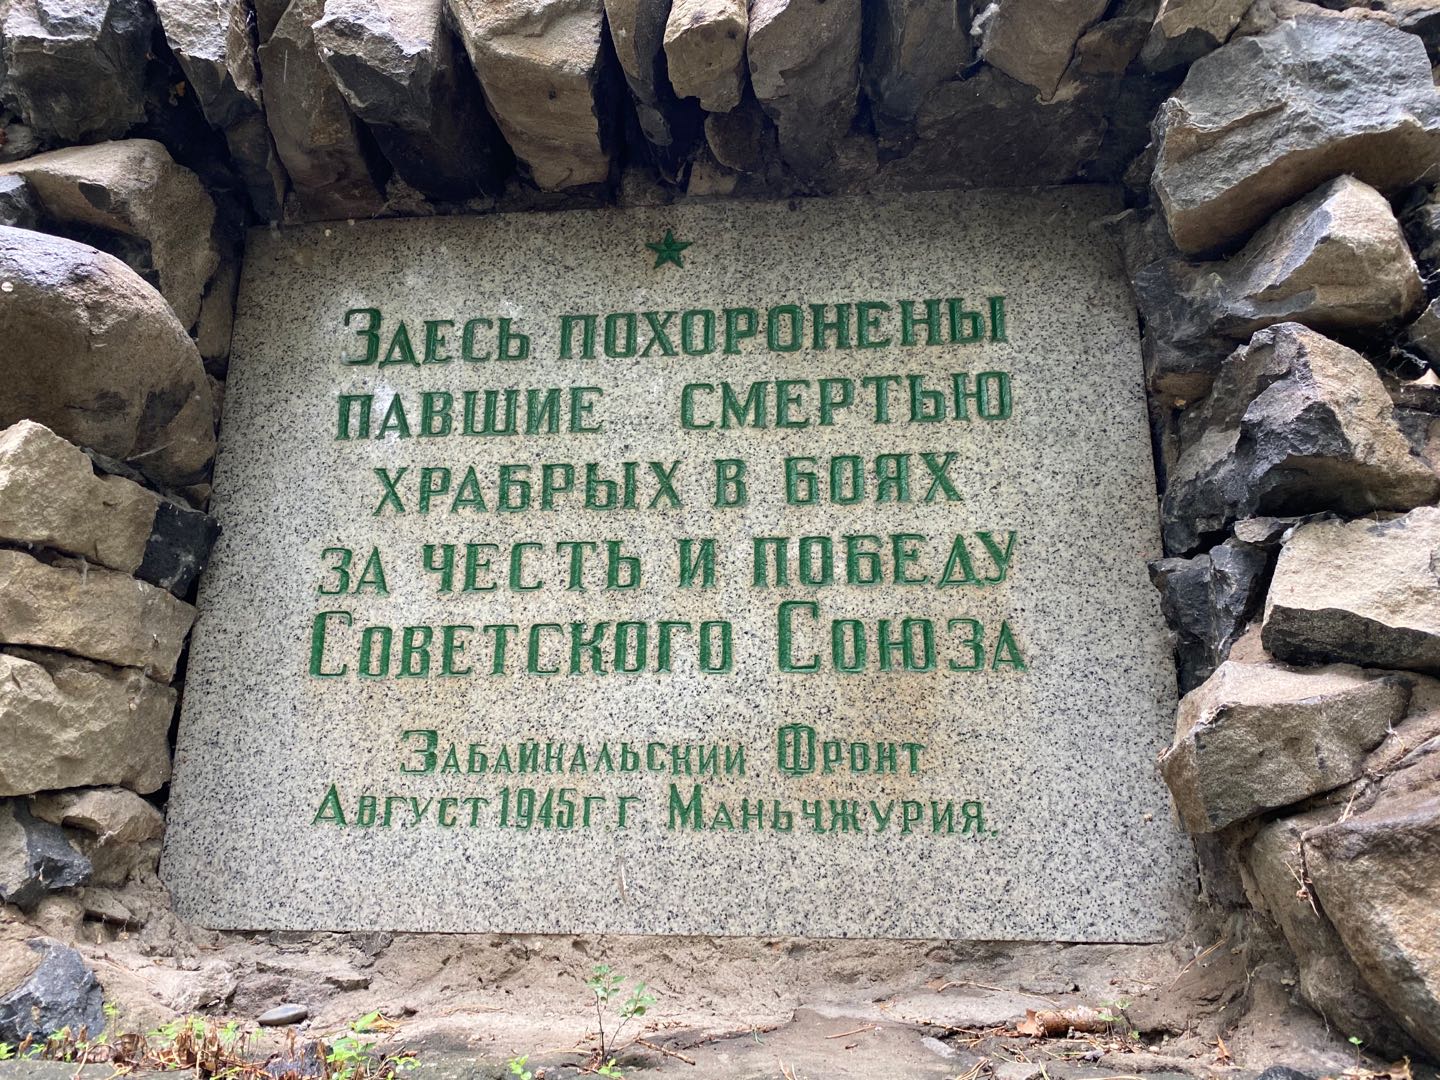 Здесь похоронены
павшие смертью
храбрых в боях
за честь и победу
Советского Союза
Забайкальский Фронт
Август 1945г.г. Маньчжурия.